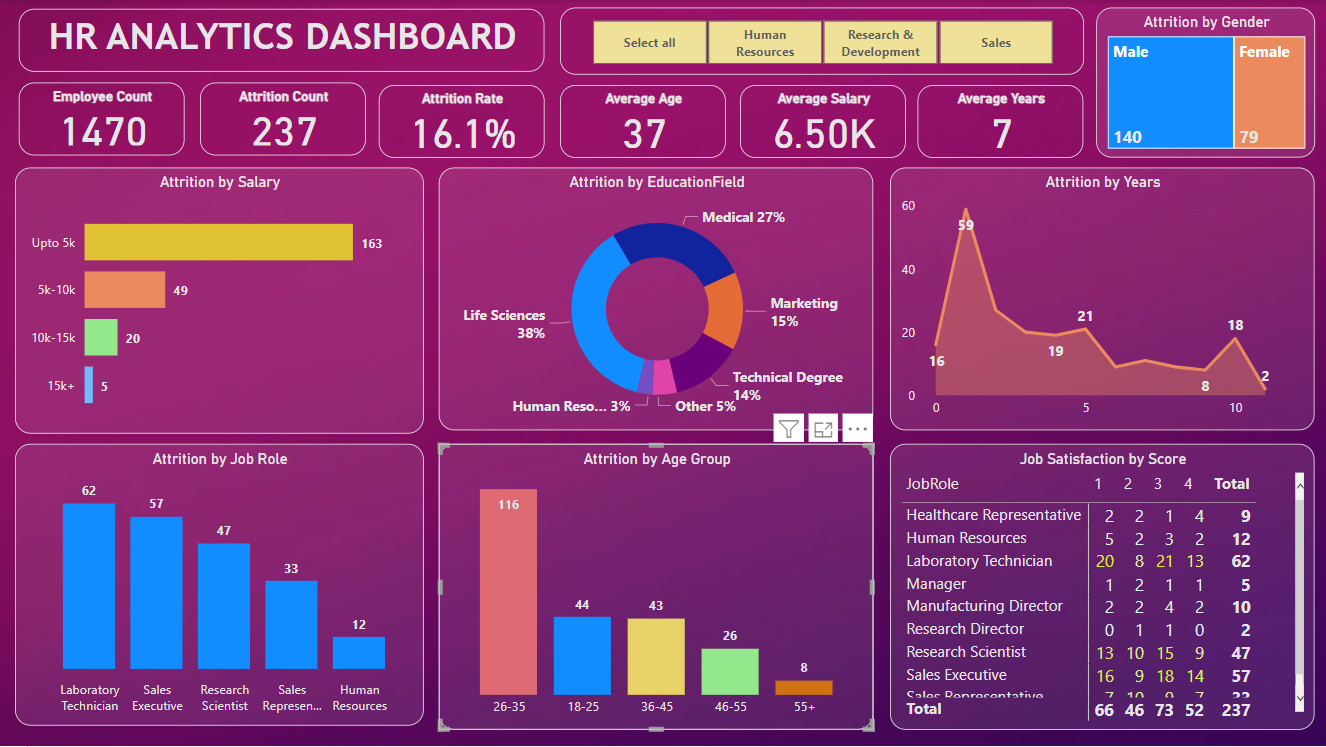 HR ANALYTICS DASHBOARD
Select all
Human
Resources
Research &
Development
Sales
Attrition by Gender
Male
Female
140
79
Employee Count
1470
Attrition Count
237
Attrition Rate
16.1%
Average Age
37
Average Salary
6.50K
Average Years
7
Attrition by Salary
Upto 5k
163
5k-10k
49
10k-15k
20
15k+
5
Attrition by EducationField
Medical 27%
Marketing
15%
Life Sciences
38%
Technical Degree
14%
Human Reso... 3%
Other 5%
Attrition by Years
60
40
20
0
59
16
19
21
8
18
2
0
5
10
Attrition by Job Role
62
57
47
33
12
Laboratory
Technician
Sales
Executive
Research
Scientist
Sales
Represen...
Human
Resources
Attrition by Age Group
116
44
43
26
8
26-35
18-25
36-45
46-55
55+
Job Satisfaction by Score
JobRole 1 2 3 4 Total
Healthcare Representative 2 2 1 4 9
Human Resources 5 2 3 2 12
Laboratory Technician 20 8 21 13 62
Manager 1 2 1 1 5
Manufacturing Director 2 2 4 2 10
Research Director 0 1 1 0 2
Research Scientist 13 10 15 9 47
Sales Executive 16 9 18 14 57
Sales Representative 7 10 9 7 33
Total 66 46 73 52 237